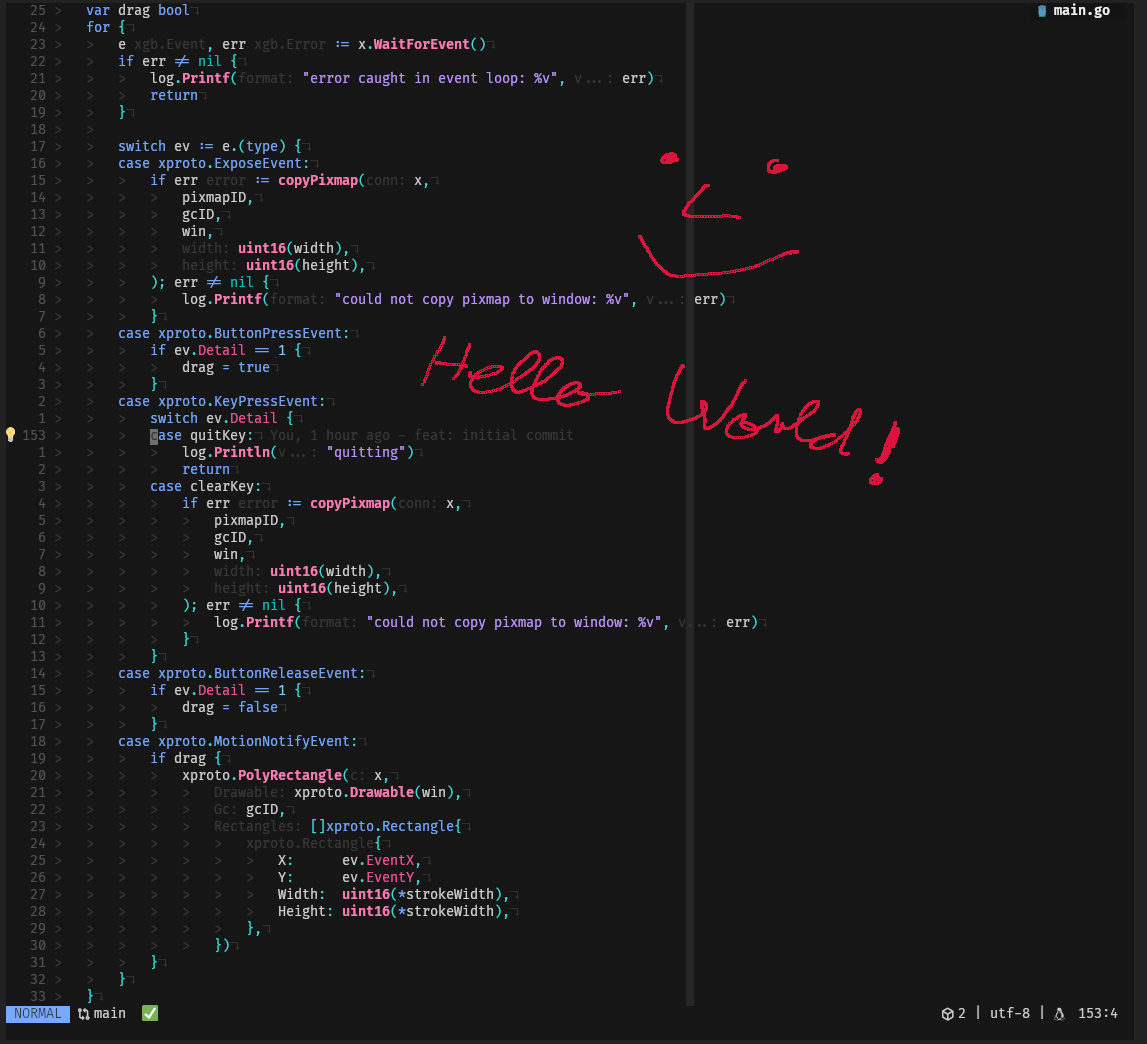 25 > var drag bool¬ main.go
24 > for {¬
23 > > e xgb.Event, err xgb.Error := x.WaitForEvent()¬
22 > > if err ≠ nil {¬
21 > > > log.Printf(format: "error caught in event loop: %v", v...: err)¬
20 > > > return¬
19 > > }¬
18 > >
17 > > switch ev := e.(type) {¬
16 > > case xproto.ExposeEvent:¬
15 > > > if err error := copyPixmap(conn: x,¬
14 > > > > pixmapID,¬
13 > > > > gcID,¬
12 > > > > win,¬
11 > > > > width: uint16(width),¬
10 > > > > height: uint16(height),¬
9 > > > ); err ≠ nil {¬
8 > > > > log.Printf(format: "could not copy pixmap to window: %v", v...: err)¬
7 > > > }¬
6 > > case xproto.ButtonPressEvent:¬
5 > > > if ev.Detail == 1 {¬
4 > > > > drag = true¬
3 > > > }¬
Hello World!
2 > > case xproto.KeyPressEvent:¬
1 > > > switch ev.Detail {¬
153 > > > case quitKey:¬ You, 1 hour ago - feat: initial commit
1 > > > > log.Println(v...: "quitting")¬
2 > > > > return¬
3 > > > case clearKey:¬
4 > > > > if err error := copyPixmap(conn: x,¬
5 > > > > > pixmapID,¬
6 > > > > > gcID,¬
7 > > > > > win,¬
8 > > > > > width: uint16(width),¬
9 > > > > > height: uint16(height),¬
10 > > > > ); err ≠ nil {¬
11 > > > > > log.Printf(format: "could not copy pixmap to window: %v", v...: err)¬
12 > > > > }¬
13 > > > }¬
14 > > case xproto.ButtonReleaseEvent:¬
15 > > > if ev.Detail == 1 {¬
16 > > > > drag = false¬
17 > > > }¬
18 > > case xproto.MotionNotifyEvent:¬
19 > > > if drag {¬
20 > > > > xproto.PolyRectangle(c: x,¬
21 > > > > > Drawable: xproto.Drawable(win),¬
22 > > > > > Gc: gcID,¬
23 > > > > > Rectangles: []xproto.Rectangle{¬
24 > > > > > > xproto.Rectangle{¬
25 > > > > > > > X: ev.EventX,¬
26 > > > > > > > Y: ev.EventY,¬
27 > > > > > > > Width: uint16(*strokeWidth),¬
28 > > > > > > > Height: uint16(*strokeWidth),¬
29 > > > > > > },¬
30 > > > > > })¬
31 > > > }¬
32 > > }¬
33 > }¬
NORMAL main 2 | utf-8 | 153:4